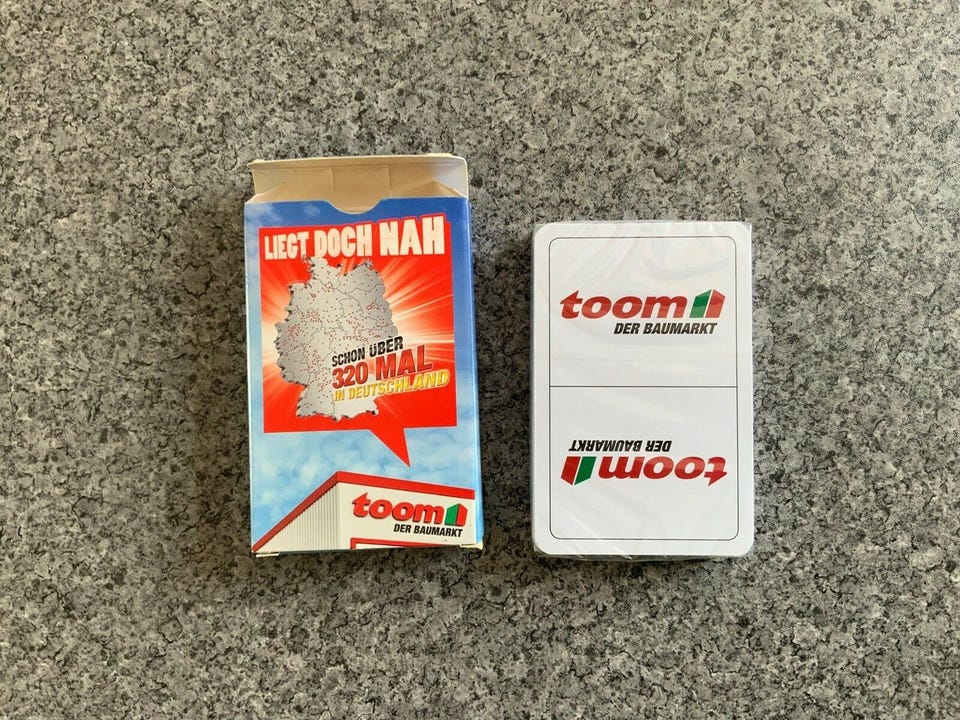 LIEGT DOCH NAH
SCHON ÜBER
320 MAL
IN DEUTSCHLAND
toom
DER BAUMARKT
toom
DER BAUMARKT
toom
DER BAUMARKT